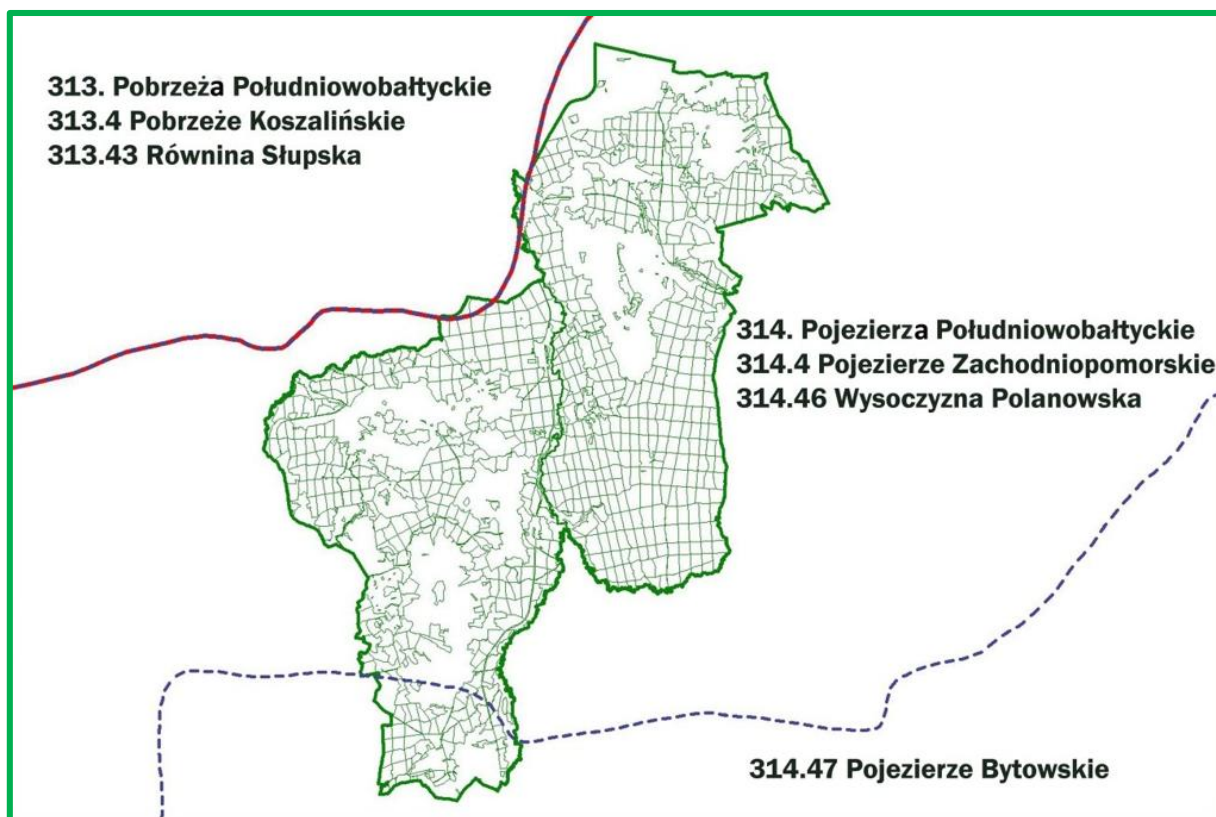 313. Pobrzeża Południowobałtyckie
313.4 Pobrzeże Koszalińskie
313.43 Równina Słupska
314. Pojezierza Południowobałtyckie
314.4 Pojezierze Zachodniopomorskie
314.46 Wysoczyzna Polanowska
314.47 Pojezierze Bytowskie